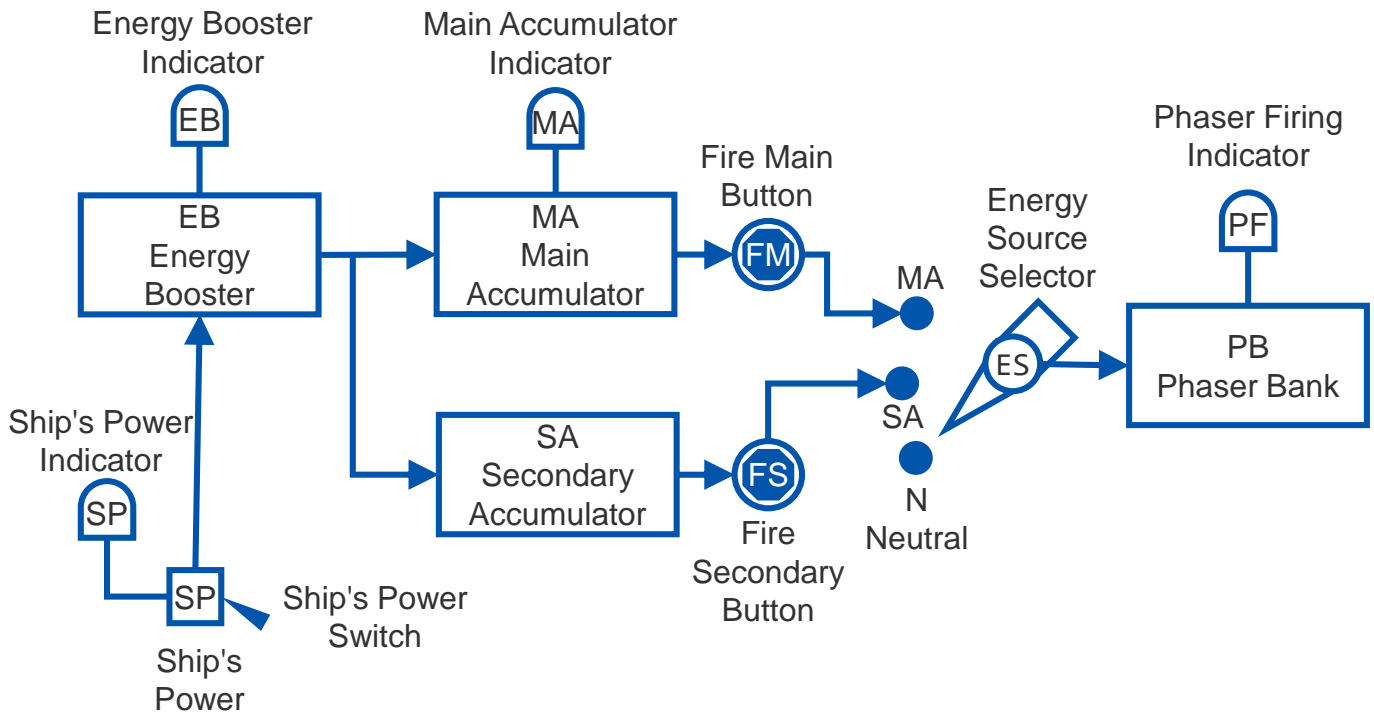 Energy Booster
Indicator
EB
Main Accumulator
Indicator
MA
Phaser Firing
Indicator
PF
EB
Energy
Booster
MA
Main
Accumulator
Fire Main
Button
FM
MA
Energy
Source
Selector
ES
PB
Phaser Bank
SA
Ship's Power
Indicator
SP
SA
Secondary
Accumulator
FS
Fire
Secondary
Button
N
Neutral
SP
Ship's Power
Switch
Ship's
Power